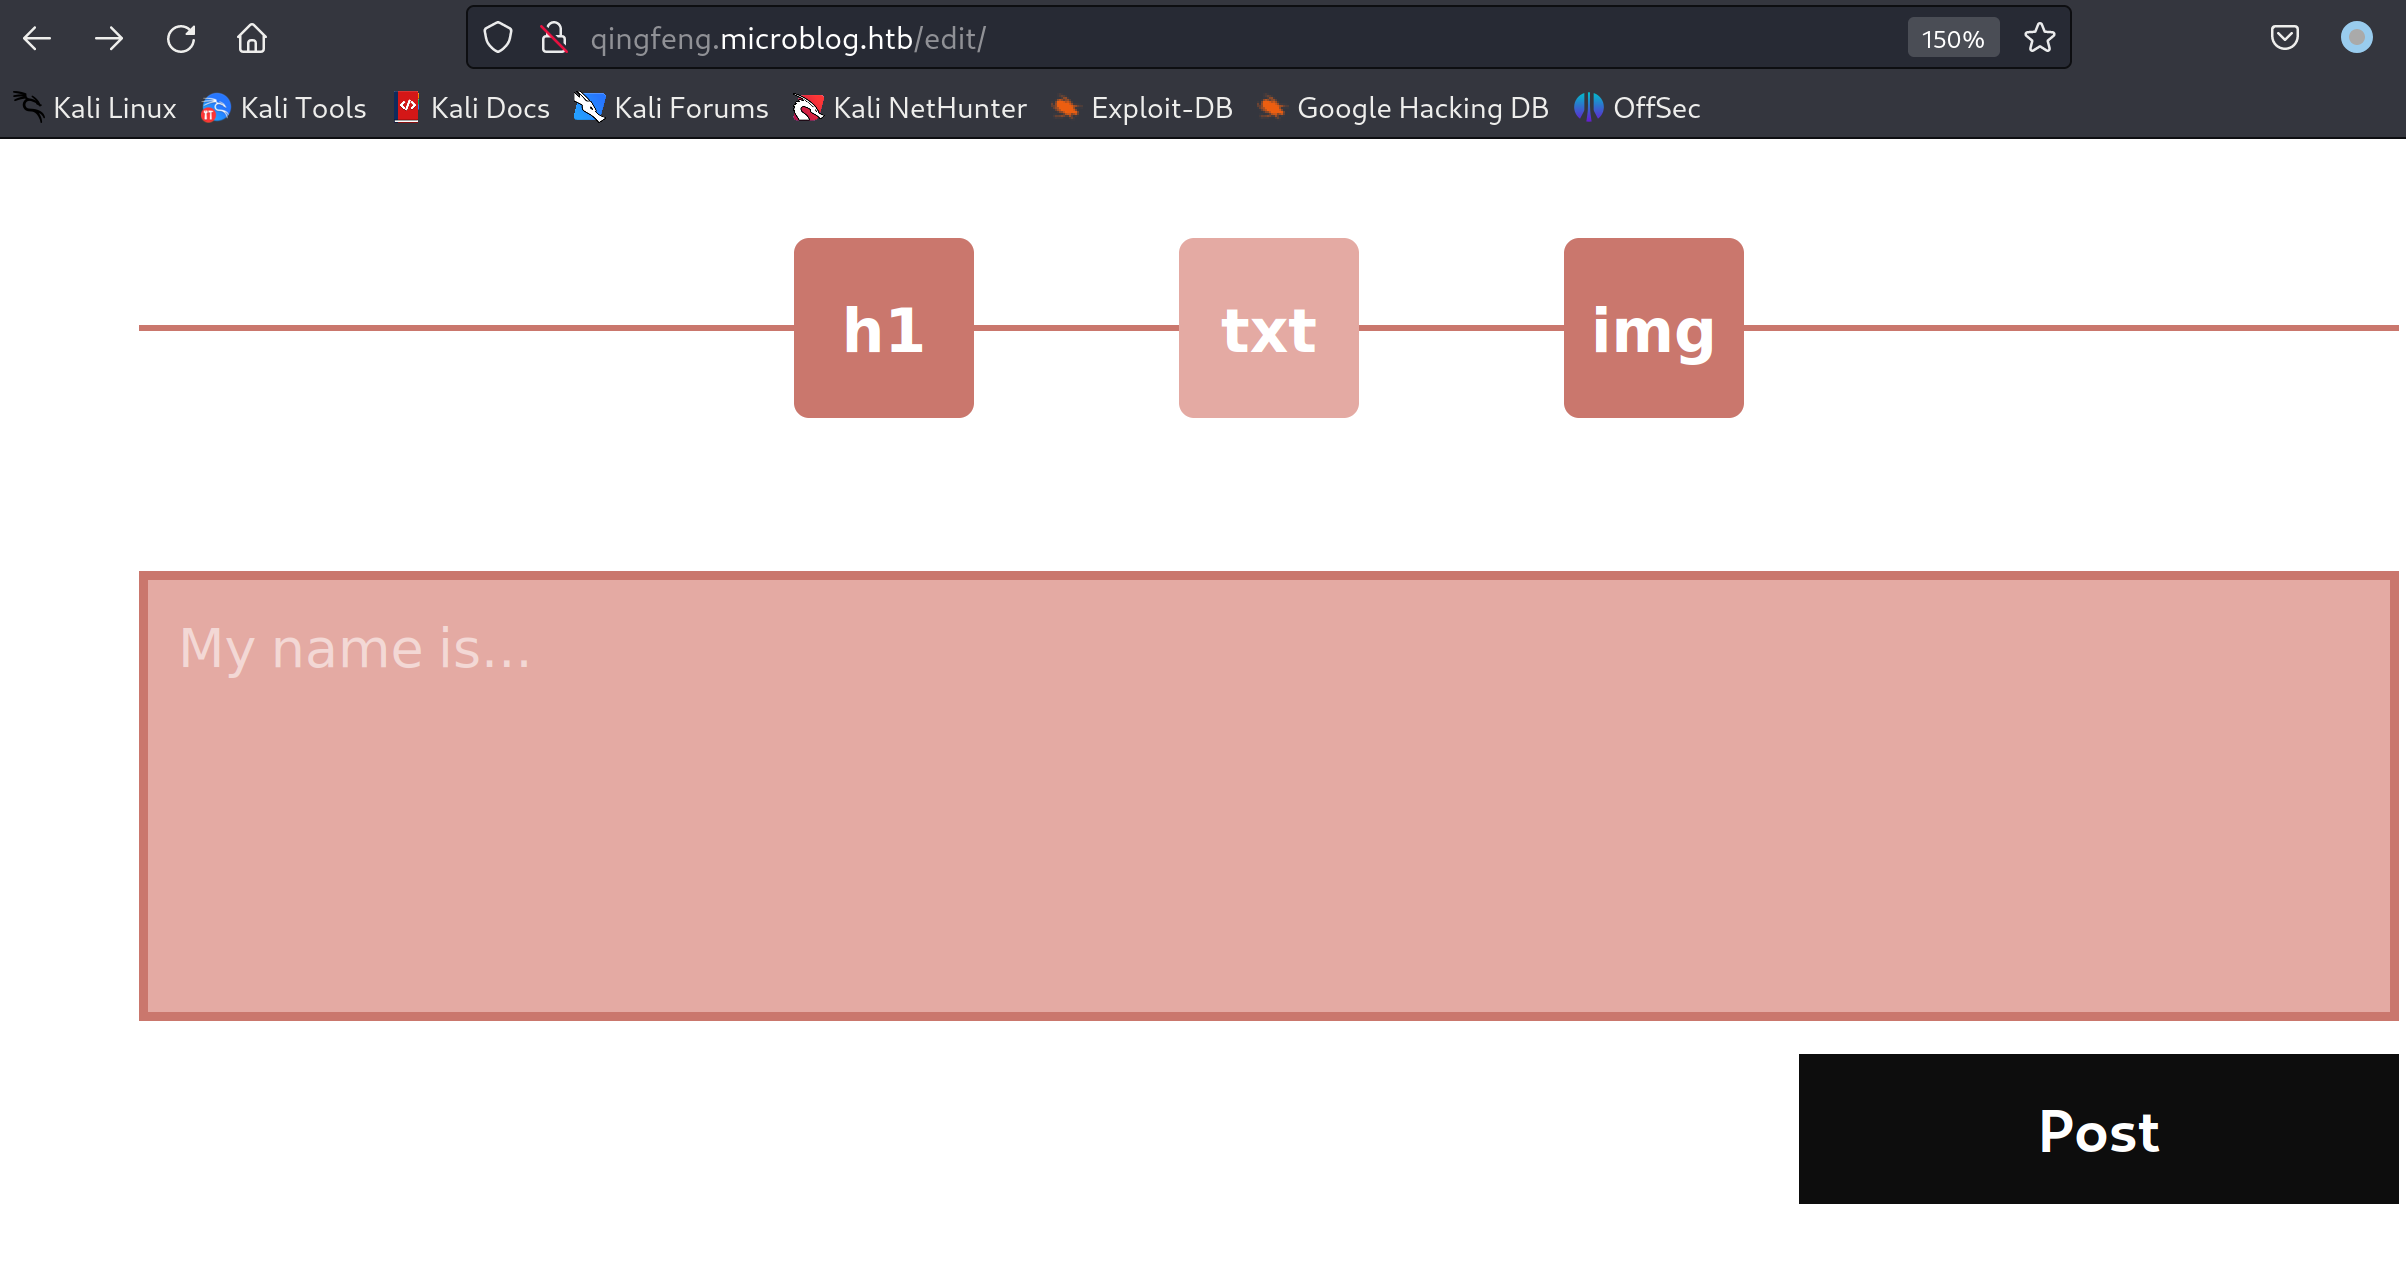 qingfeng.microblog.htb/edit/ 150%
Kali Linux Kali Tools Kali Docs Kali Forums Kali NetHunter Exploit-DB Google Hacking DB OffSec
h1 txt img
My name is...
Post